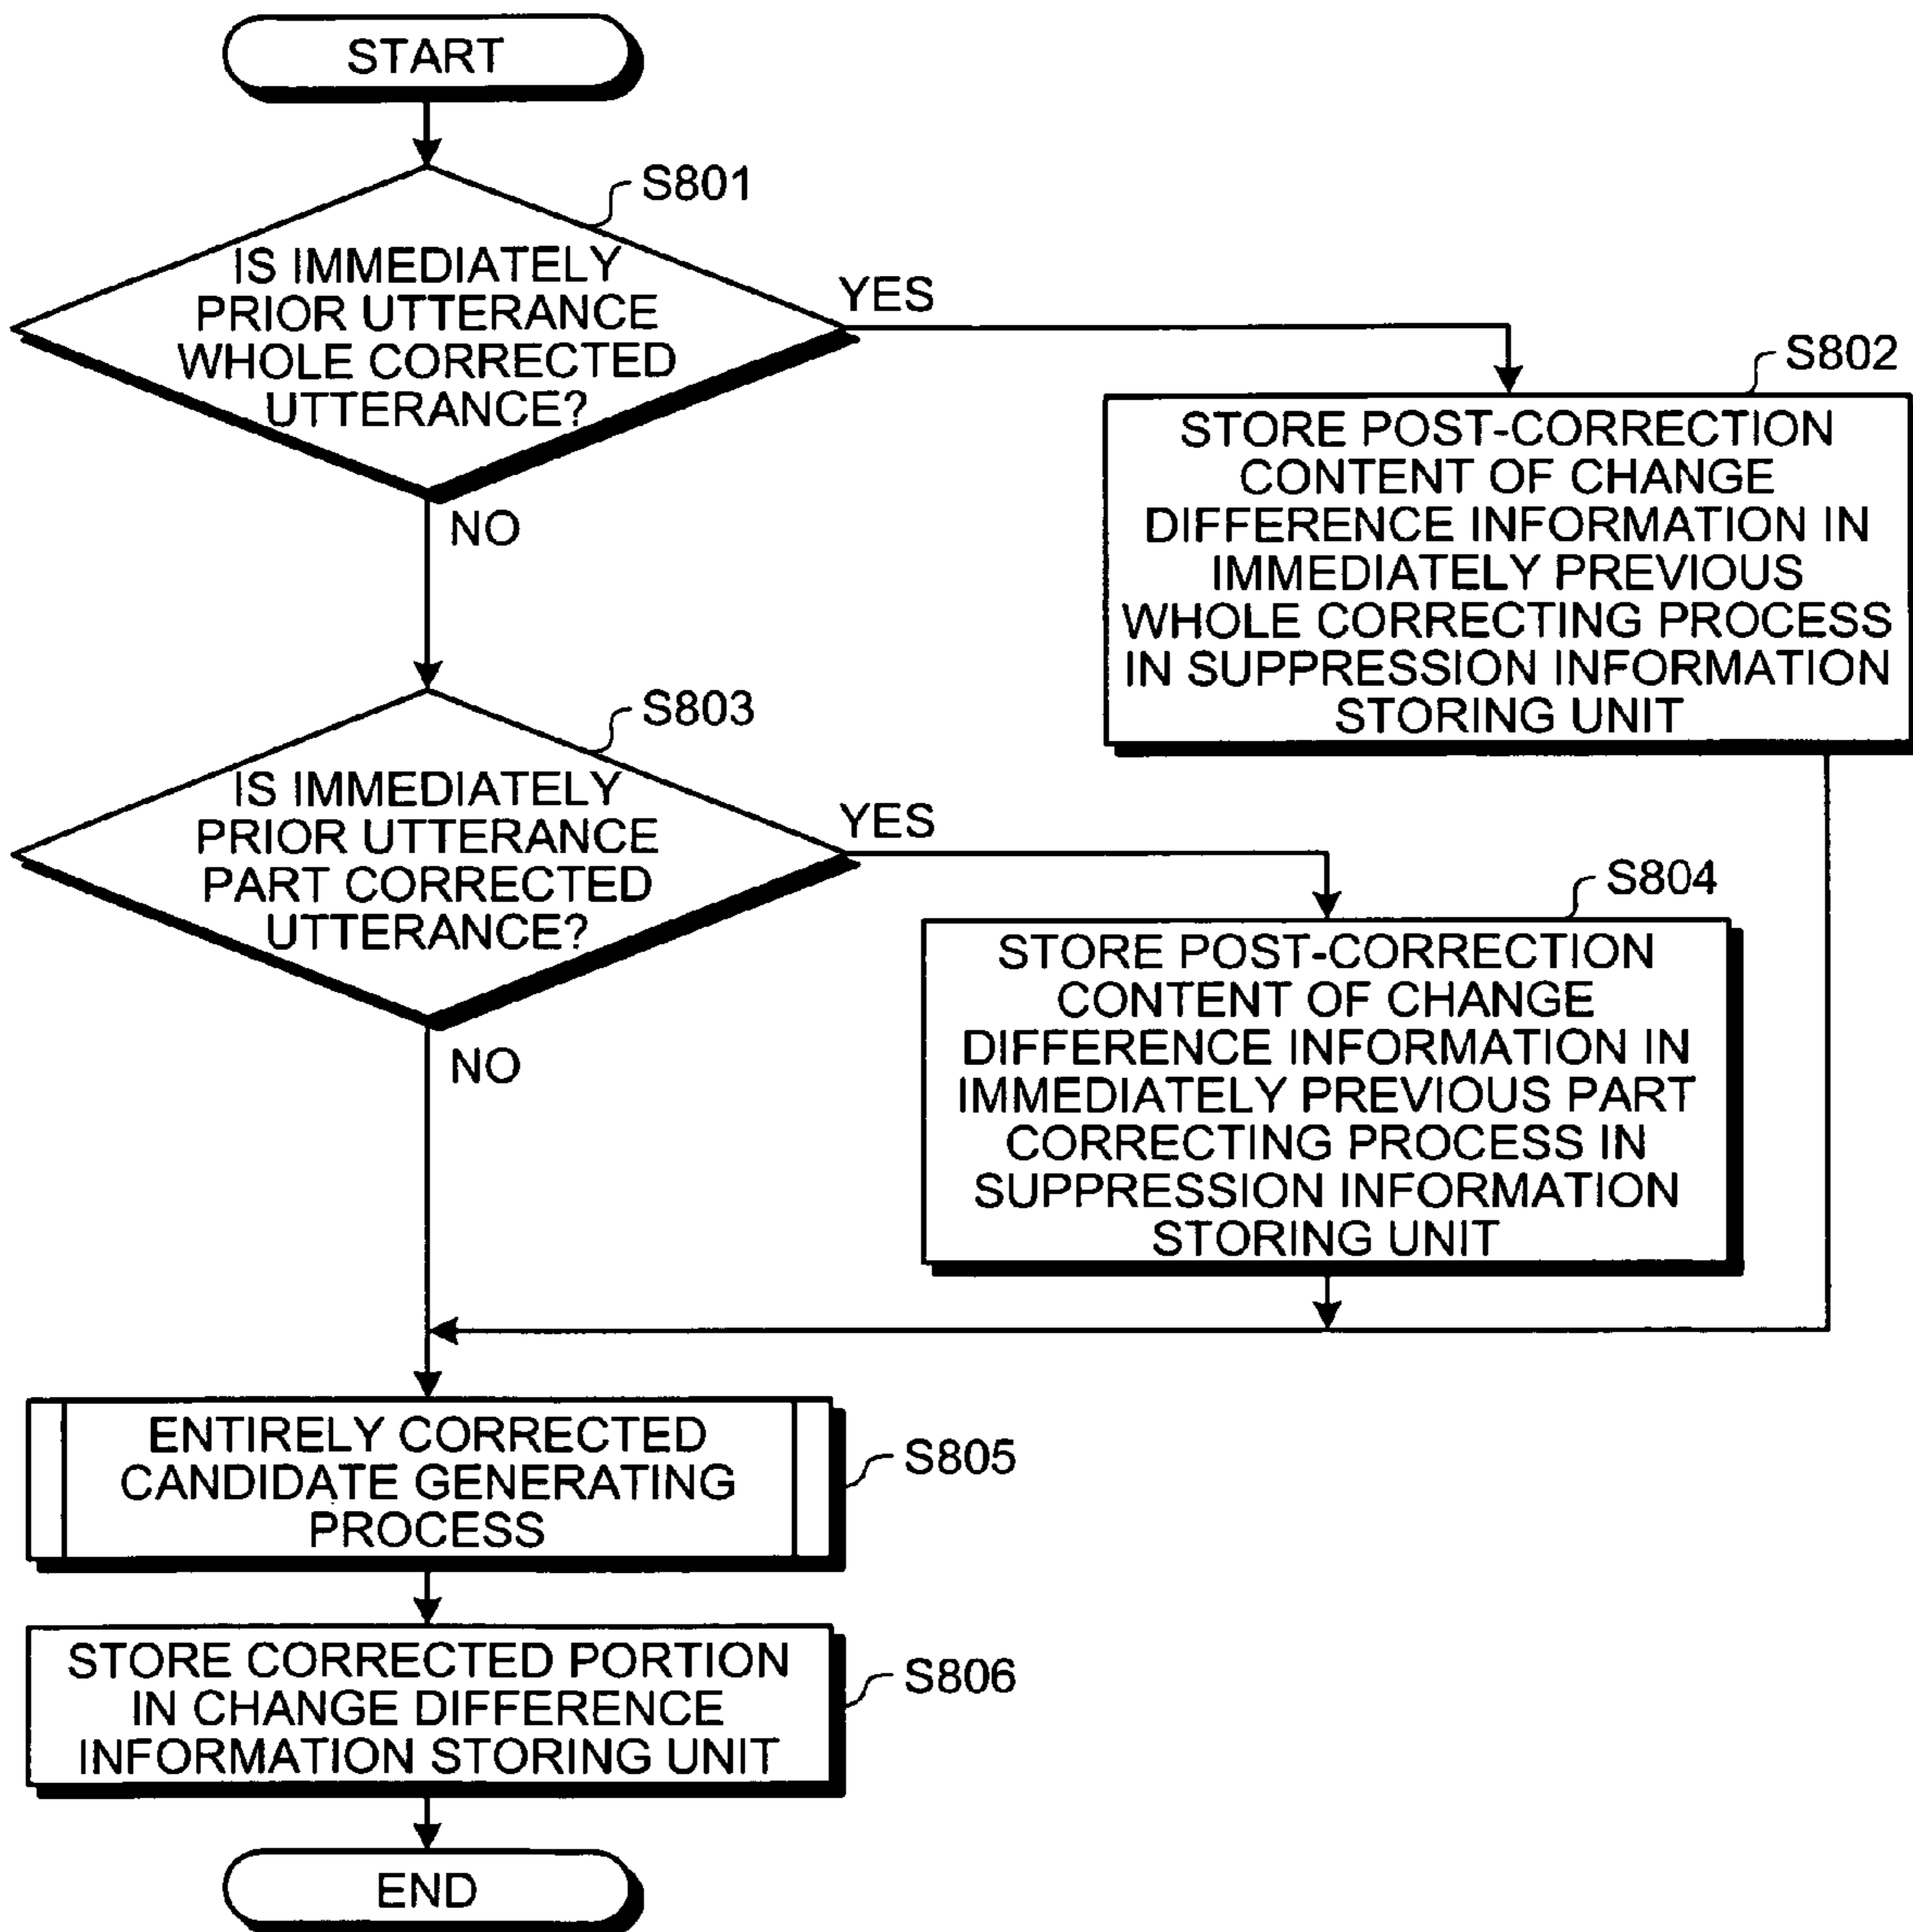 START
S801
IS IMMEDIATELY
PRIOR UTTERANCE
WHOLE CORRECTED
UTTERANCE?
YES
NO
S802
STORE POST-CORRECTION
CONTENT OF CHANGE
DIFFERENCE INFORMATION IN
IMMEDIATELY PREVIOUS
WHOLE CORRECTING PROCESS
IN SUPPRESSION INFORMATION
STORING UNIT
S803
IS IMMEDIATELY
PRIOR UTTERANCE
PART CORRECTED
UTTERANCE?
YES
NO
S804
STORE POST-CORRECTION
CONTENT OF CHANGE
DIFFERENCE INFORMATION IN
IMMEDIATELY PREVIOUS PART
CORRECTING PROCESS IN
SUPPRESSION INFORMATION
STORING UNIT
ENTIRELY CORRECTED
CANDIDATE GENERATING
PROCESS
S805
STORE CORRECTED PORTION
IN CHANGE DIFFERENCE
INFORMATION STORING UNIT
S806
END